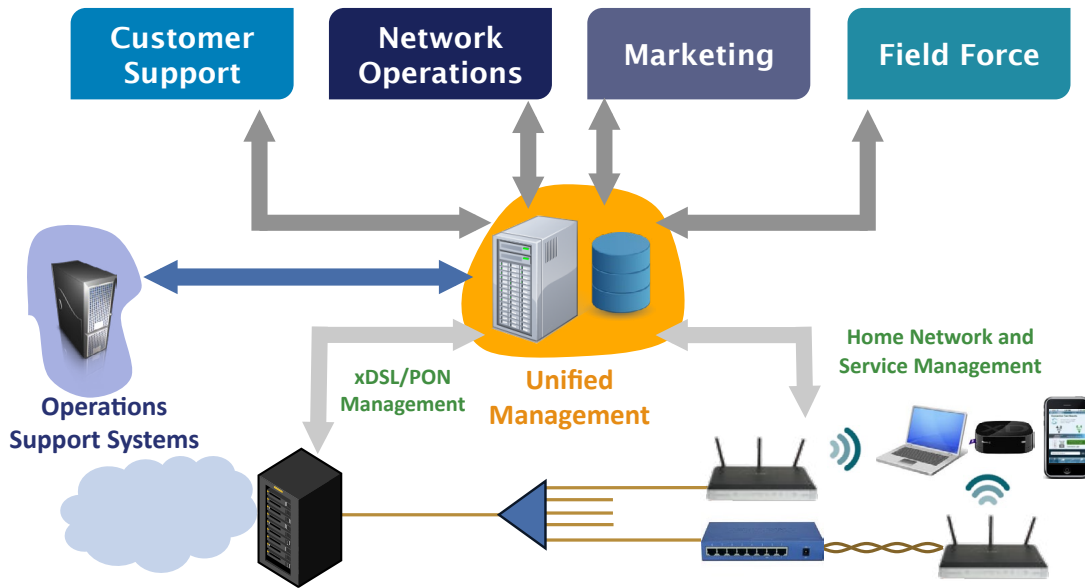 Customer
Support
Network
Operations
Marketing
Field Force
Home Network and
Service Management
xDSL/PON
Management
Unified
Management
Operations
Support Systems